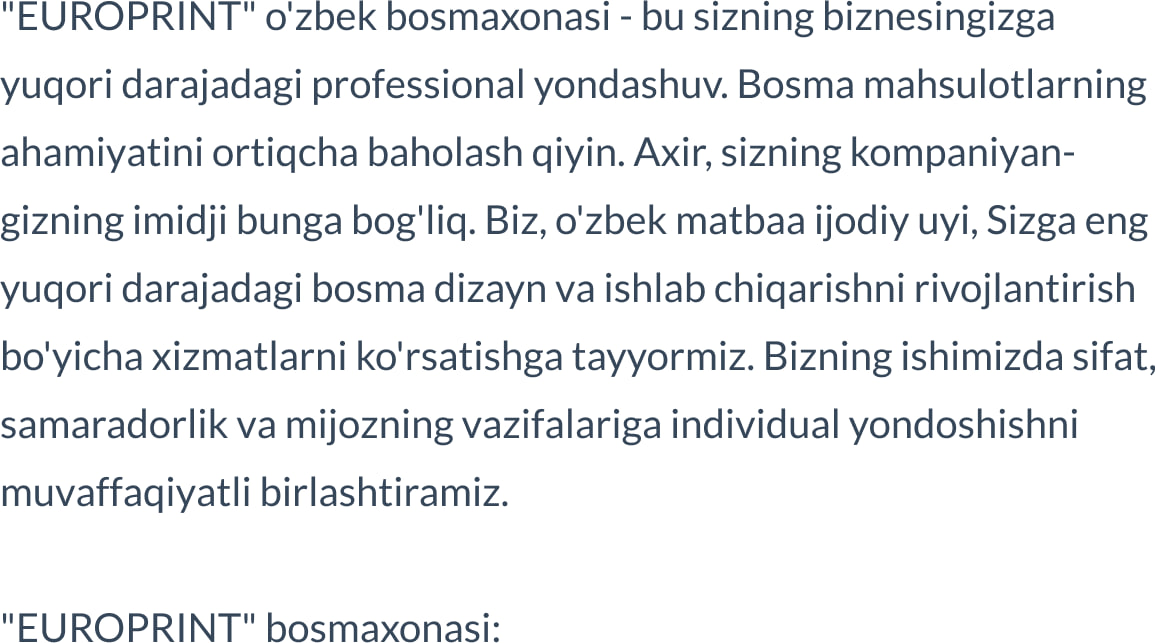 "EUROPRINT" o'zbek bosmaxonasi - bu sizning biznesingizga
yuqori darajadagi professional yondashuv. Bosma mahsulotlarning
ahamiyatini ortiqcha baholash qiyin. Axir, sizning kompaniyan-
gizning imidji bunga bog'liq. Biz, o'zbek matbaa ijodiy uyi, Sizga eng
yuqori darajadagi bosma dizayn va ishlab chiqarishni rivojlantirish
bo'yicha xizmatlarni ko'rsatishga tayyormiz. Bizning ishimizda sifat,
samaradorlik va mijozning vazifalariga individual yondoshishni
muvaffaqiyatli birlashtiramiz.
"EUROPRINT" bosmaxonasi: